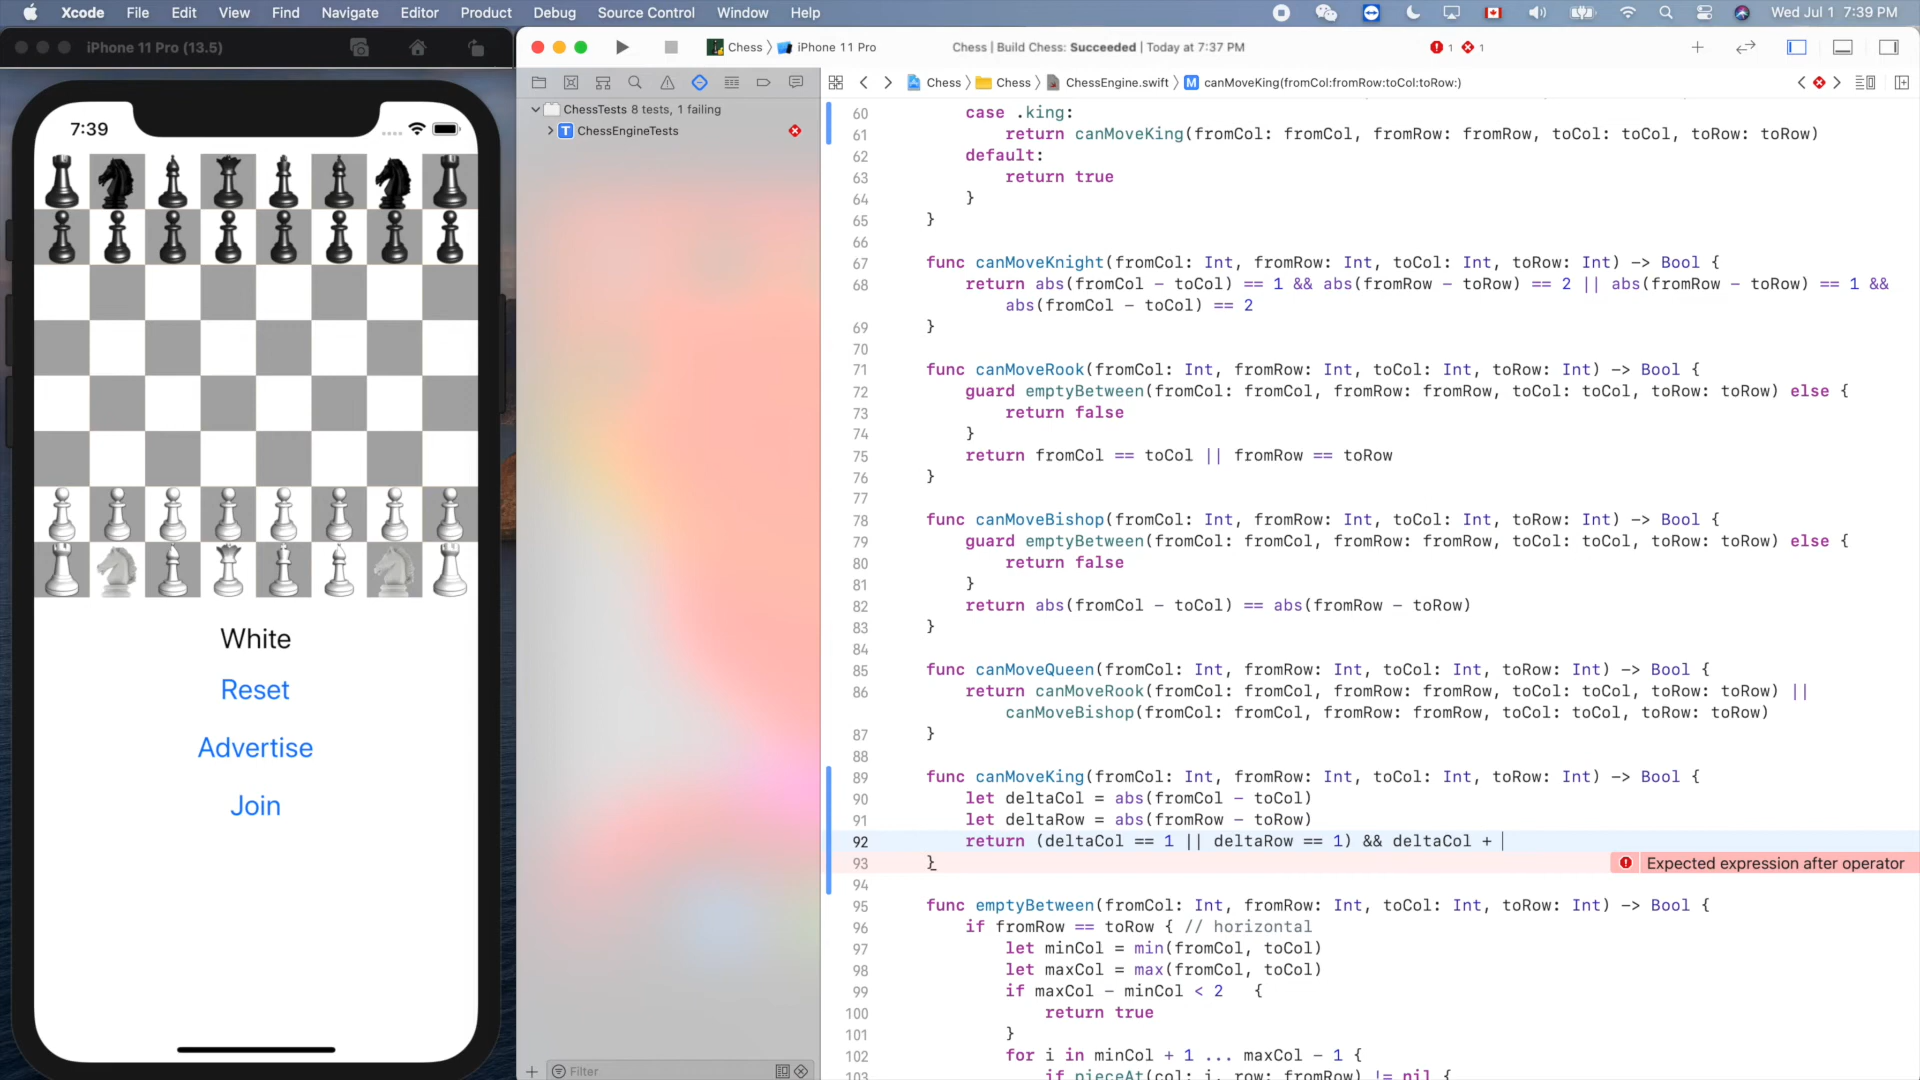 Xcode File Edit View Find Navigate Editor Product Debug Source Control Window Help Wed Jul 1 7:39 PM
iPhone 11 Pro (13.5)
Chess iPhone 11 Pro Chess | Build Chess: Succeeded | Today at 7:37 PM 1 1
Chess Chess ChessEngine.swift M canMoveKing(fromCol:fromRow:toCol:toRow:)
ChessTests 8 tests, 1 failing
T ChessEngineTests
7:39
White
Reset
Advertise
Join
Filter
60 case .king:
61 return canMoveKing(fromCol: fromCol, fromRow: fromRow, toCol: toCol, toRow: toRow)
62 default:
63 return true
64 }
65 }
66
67 func canMoveKnight(fromCol: Int, fromRow: Int, toCol: Int, toRow: Int) -> Bool {
68 return abs(fromCol - toCol) == 1 && abs(fromRow - toRow) == 2 || abs(fromRow - toRow) == 1 &&
abs(fromCol - toCol) == 2
69 }
70
71 func canMoveRook(fromCol: Int, fromRow: Int, toCol: Int, toRow: Int) -> Bool {
72 guard emptyBetween(fromCol: fromCol, fromRow: fromRow, toCol: toCol, toRow: toRow) else {
73 return false
74 }
75 return fromCol == toCol || fromRow == toRow
76 }
77
78 func canMoveBishop(fromCol: Int, fromRow: Int, toCol: Int, toRow: Int) -> Bool {
79 guard emptyBetween(fromCol: fromCol, fromRow: fromRow, toCol: toCol, toRow: toRow) else {
80 return false
81 }
82 return abs(fromCol - toCol) == abs(fromRow - toRow)
83 }
84
85 func canMoveQueen(fromCol: Int, fromRow: Int, toCol: Int, toRow: Int) -> Bool {
86 return canMoveRook(fromCol: fromCol, fromRow: fromRow, toCol: toCol, toRow: toRow) ||
canMoveBishop(fromCol: fromCol, fromRow: fromRow, toCol: toCol, toRow: toRow)
87 }
88
89 func canMoveKing(fromCol: Int, fromRow: Int, toCol: Int, toRow: Int) -> Bool {
90 let deltaCol = abs(fromCol - toCol)
91 let deltaRow = abs(fromRow - toRow)
92 return (deltaCol == 1 || deltaRow == 1) && deltaCol +
93 } Expected expression after operator
94
95 func emptyBetween(fromCol: Int, fromRow: Int, toCol: Int, toRow: Int) -> Bool {
96 if fromRow == toRow { // horizontal
97 let minCol = min(fromCol, toCol)
98 let maxCol = max(fromCol, toCol)
99 if maxCol - minCol < 2 {
100 return true
101 }
102 for i in minCol + 1 ... maxCol - 1 {
103 if pieceAt(col: i, row: fromRow) != nil {